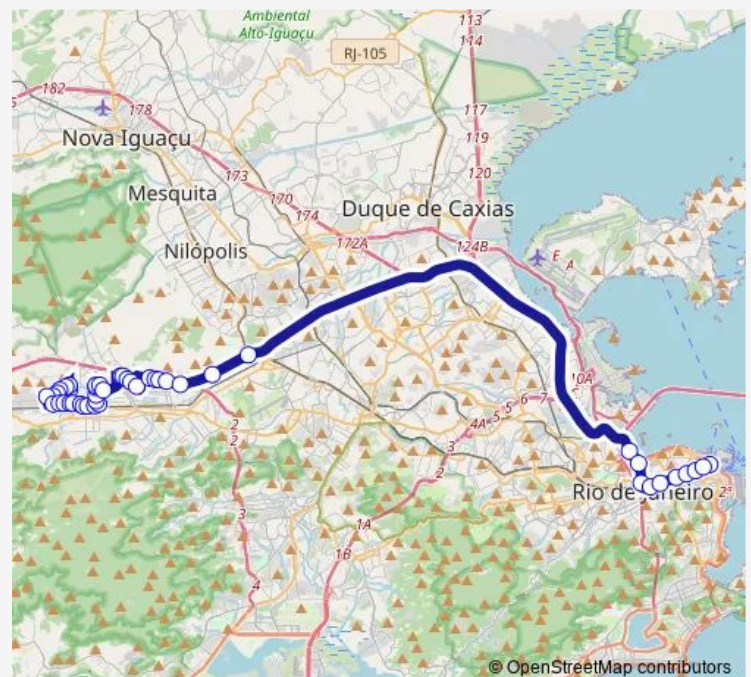 Ambiental
Alto-Iguaçu
113
114
RJ-105
182
178
117
Nova Iguaçu
119
173
120
Mesquita
170
174
Duque de Caxias
172A
124B
Nilópolis
E
A
10A
7
6
5
5
4A
2
2
3
2
Rio de Janeiro
2ª
3
1A
1B
4
© OpenStreetMap contributors